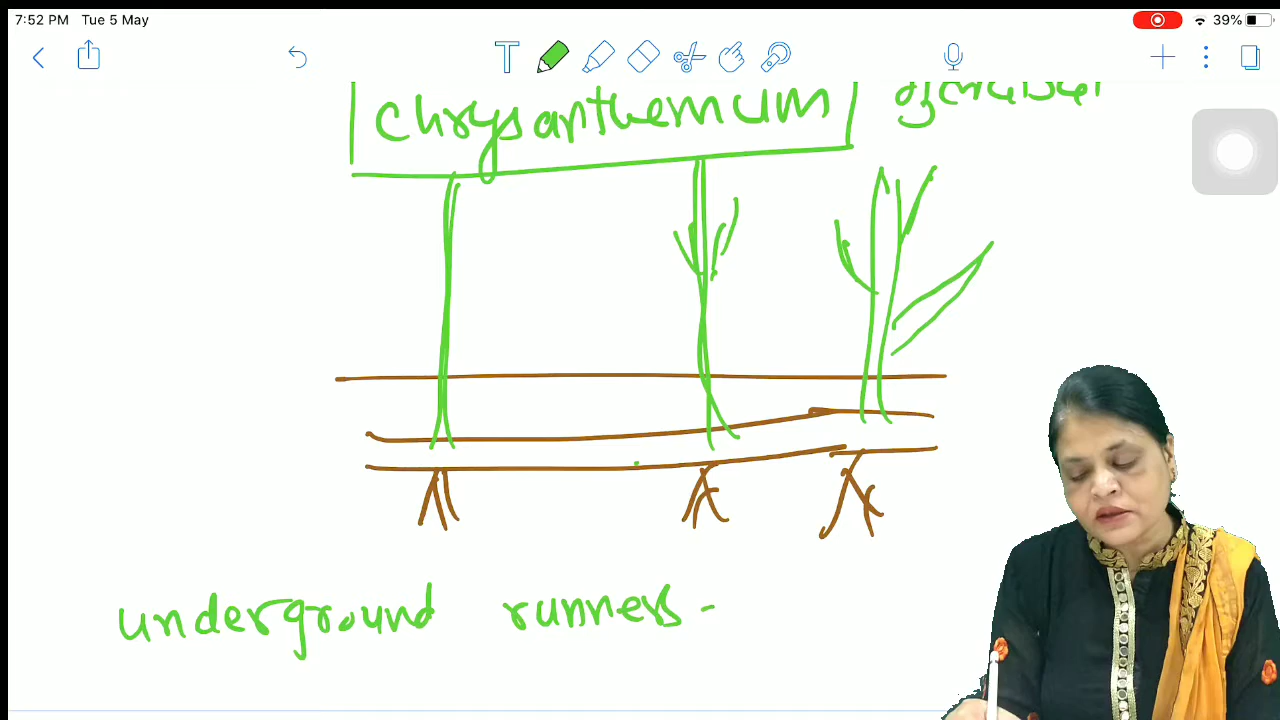 7:52 PM Tue 5 May
39%
T
chrysanthemum
underground runners -